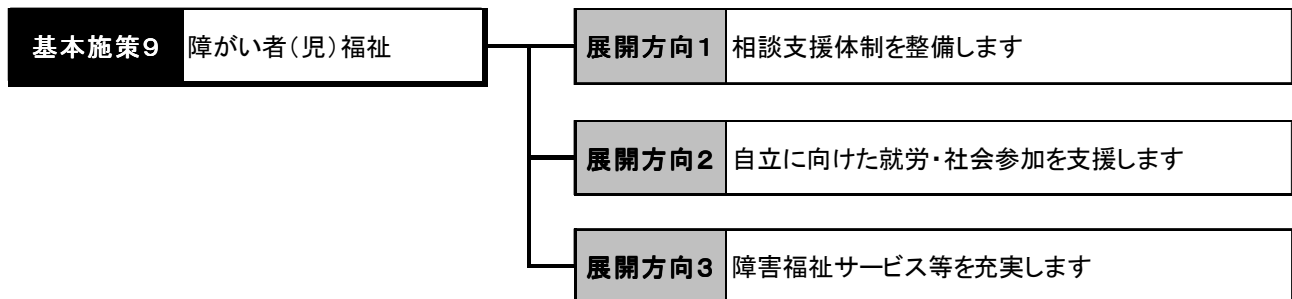 基本施策９ 障がい者（児）福祉
展開方向１ 相談支援体制を整備します
展開方向２ 自立に向けた就労・社会参加を支援します
展開方向３ 障害福祉サービス等を充実します